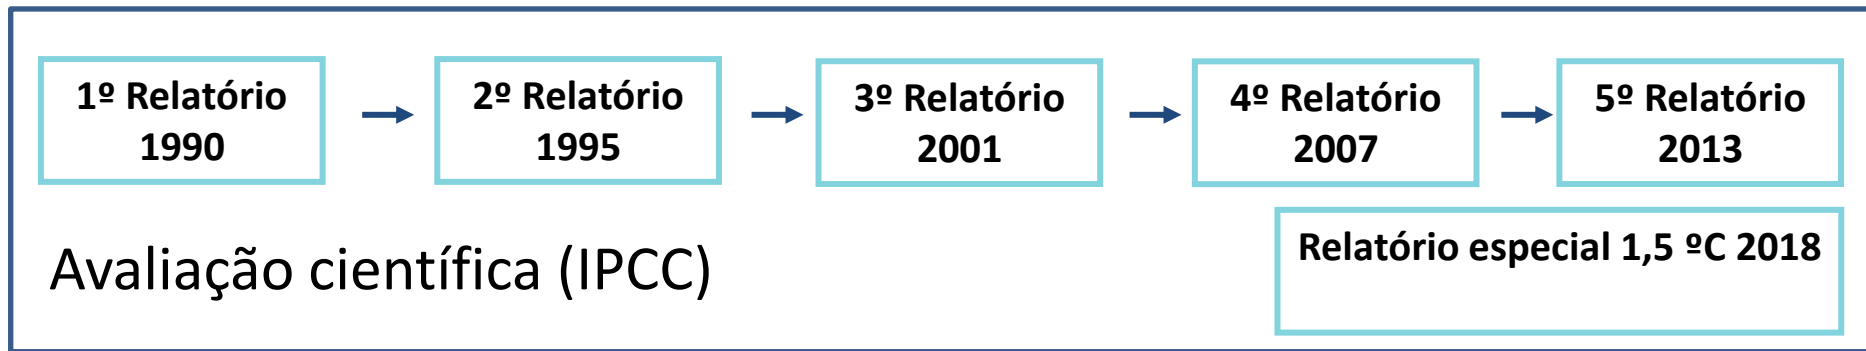 1º Relatório
1990
2º Relatório
1995
3º Relatório
2001
4º Relatório
2007
5º Relatório
2013
Avaliação científica (IPCC)
Relatório especial 1,5 ºC 2018